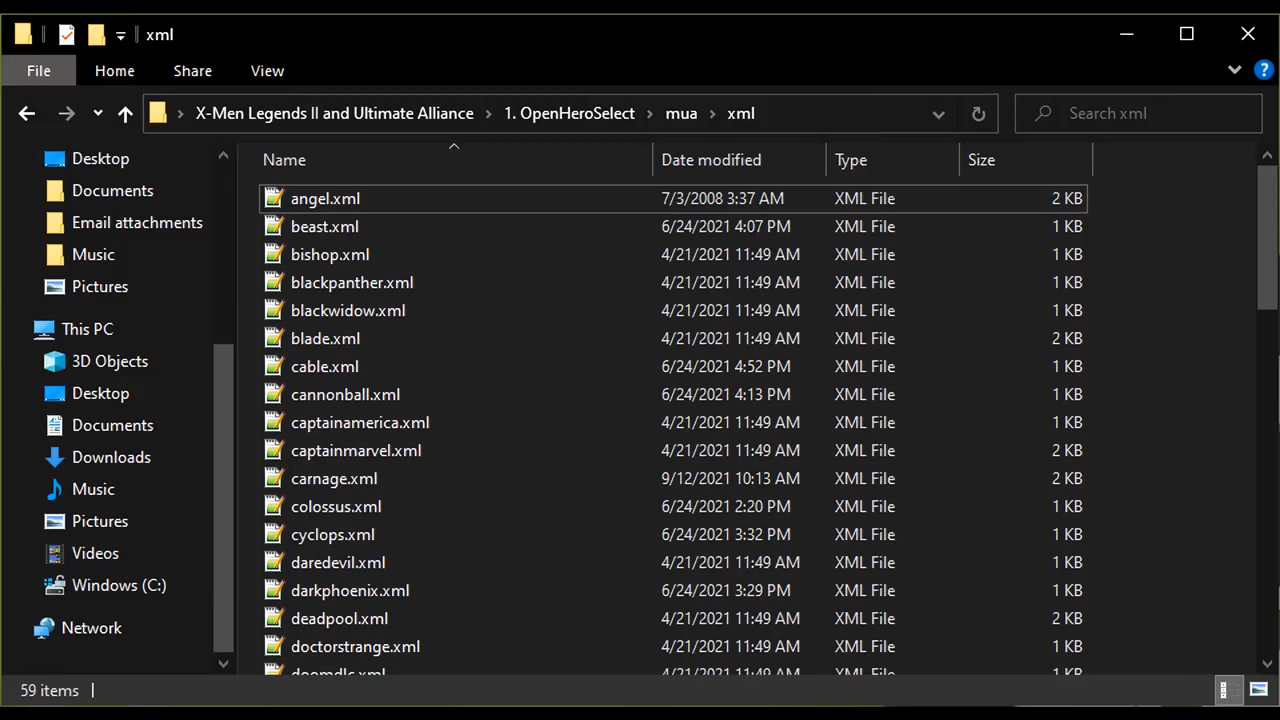 xml
File Home Share View
X-Men Legends II and Ultimate Alliance 1. OpenHeroSelect mua xml Search xml
Desktop
Documents
Email attachments
Music
Pictures
This PC
3D Objects
Desktop
Documents
Downloads
Music
Pictures
Videos
Windows (C:)
Network
Name Date modified Type Size
angel.xml 7/3/2008 3:37 AM XML File 2 KB
beast.xml 6/24/2021 4:07 PM XML File 1 KB
bishop.xml 4/21/2021 11:49 AM XML File 1 KB
blackpanther.xml 4/21/2021 11:49 AM XML File 1 KB
blackwidow.xml 4/21/2021 11:49 AM XML File 1 KB
blade.xml 4/21/2021 11:49 AM XML File 2 KB
cable.xml 6/24/2021 4:52 PM XML File 1 KB
cannonball.xml 6/24/2021 4:13 PM XML File 1 KB
captainamerica.xml 4/21/2021 11:49 AM XML File 1 KB
captainmarvel.xml 4/21/2021 11:49 AM XML File 2 KB
carnage.xml 9/12/2021 10:13 AM XML File 2 KB
colossus.xml 6/24/2021 2:20 PM XML File 1 KB
cyclops.xml 6/24/2021 3:32 PM XML File 1 KB
daredevil.xml 4/21/2021 11:49 AM XML File 1 KB
darkphoenix.xml 6/24/2021 3:29 PM XML File 1 KB
deadpool.xml 4/21/2021 11:49 AM XML File 2 KB
doctorstrange.xml 4/21/2021 11:49 AM XML File 1 KB
doomdlc.xml 4/21/2021 11:49 AM XML File 1 KB
59 items